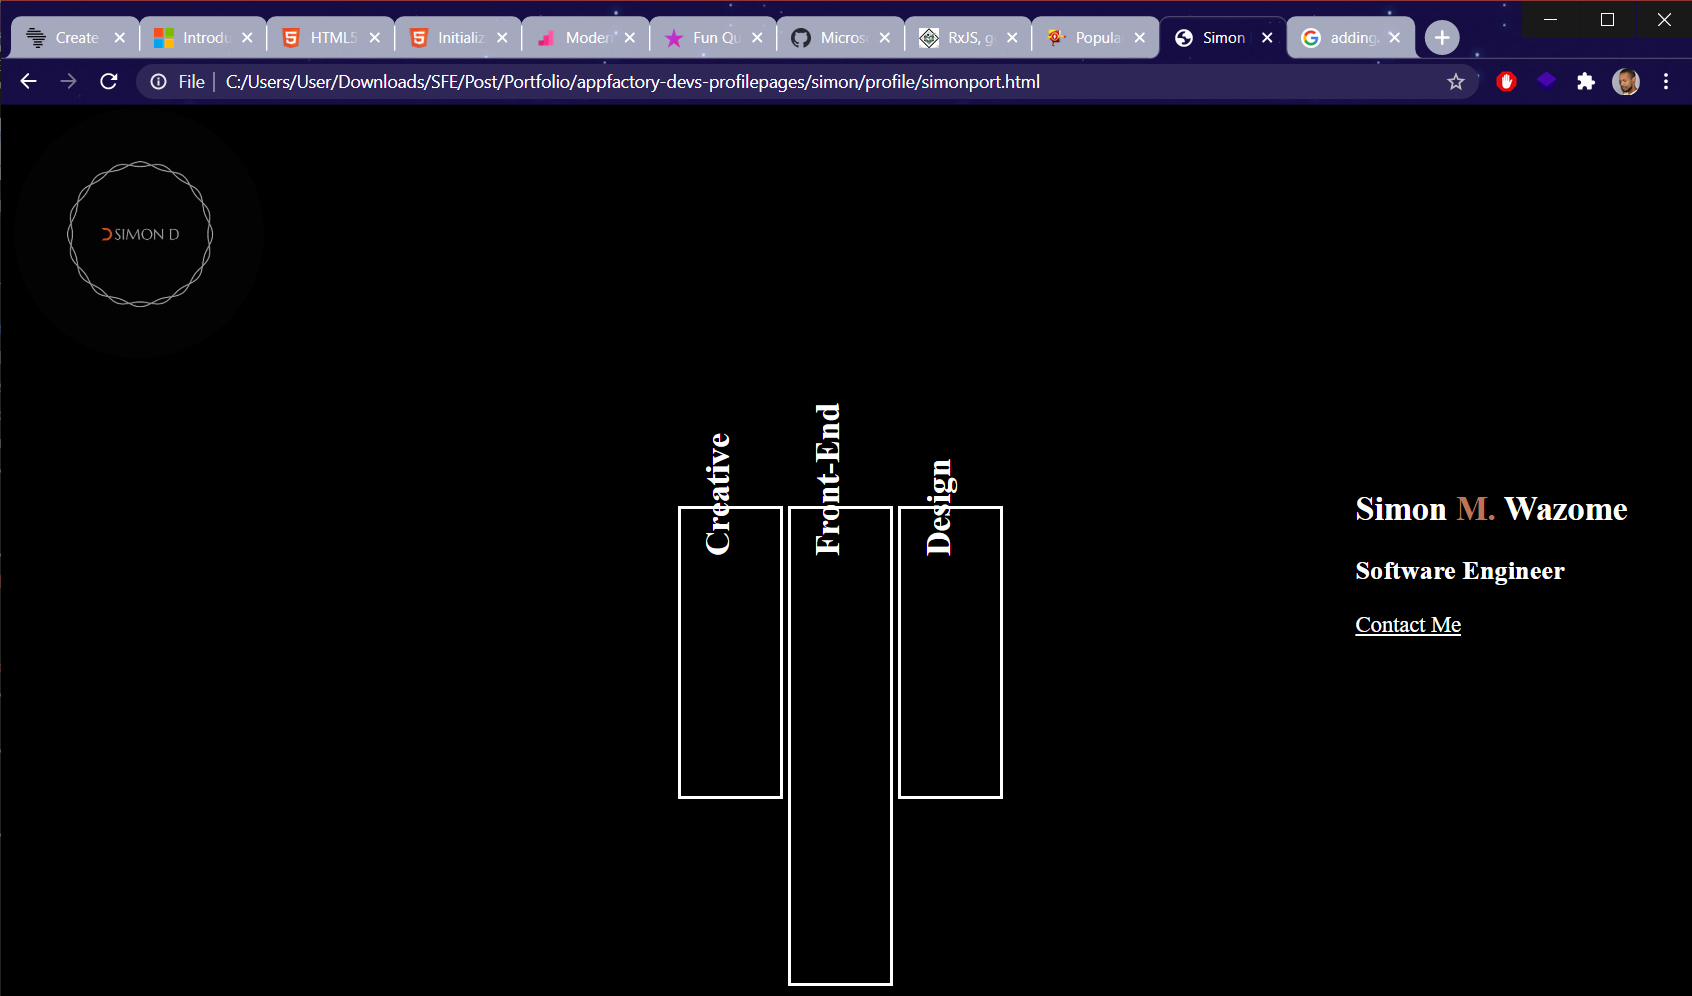 Create
Introdu
HTML5
Initializ
Modern
Fun Qu
Micros
RxJS, g
Popula
Simon
adding
File
C:/Users/User/Downloads/SFE/Post/Portfolio/appfactory-devs-profilepages/simon/profile/simonport.html
SIMON D
Creative
Front-End
Design
Simon M. Wazome
Software Engineer
Contact Me